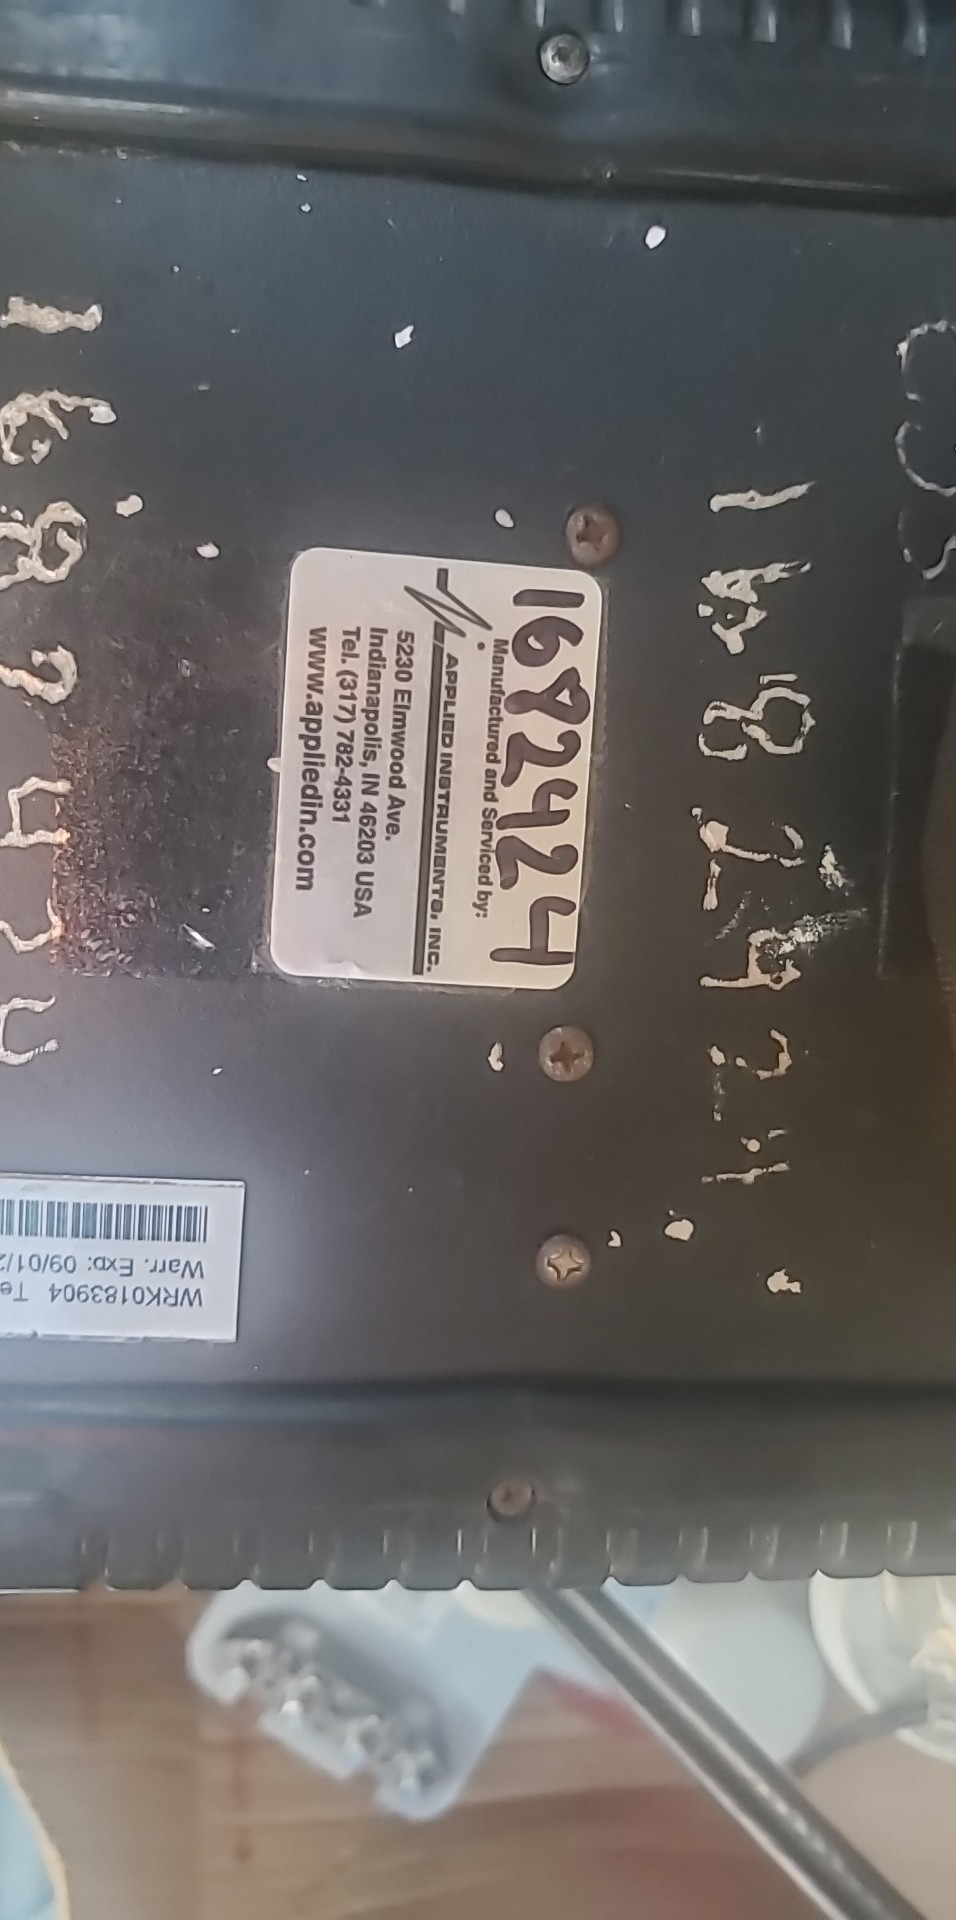 1682424
1682424
Manufactured and Serviced by:
APPLIED INSTRUMENTS, INC.
5230 Elmwood Ave.
Indianapolis, IN 46203 USA
Tel. (317) 782-4331
www.appliedin.com
1682424
WRK0183904
Warr. Exp: 09/01/